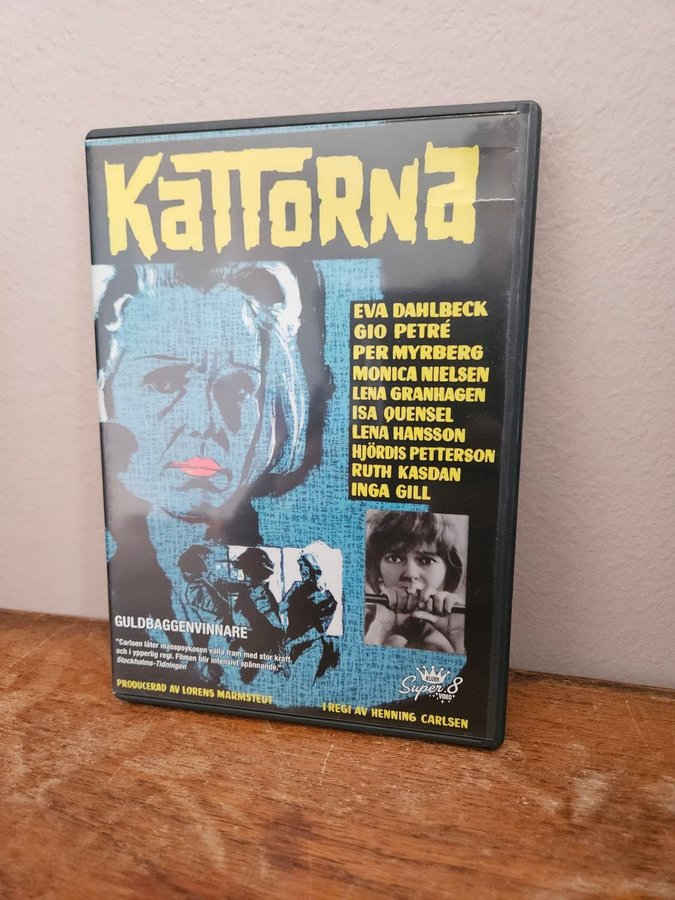 KATTORNA
EVA DAHLBECK
GIO PETRÉ
PER MYRBERG
MONICA NIELSEN
LENA GRANHAGEN
ISA QUENSEL
LENA HANSSON
HJÖRDIS PETTERSON
RUTH KASDAN
INGA GILL
GULDBAGGENVINNARE
"Carlsen låter masspsykosen välla fram med stor kraft
och i ypperlig regi. Filmen blir intensivt spännande."
Stockholms-Tidningen
PRODUCERAD AV LORENS MARMSTEDT
I REGI AV HENNING CARLSEN
KLUBB
Super 8
VIDEO